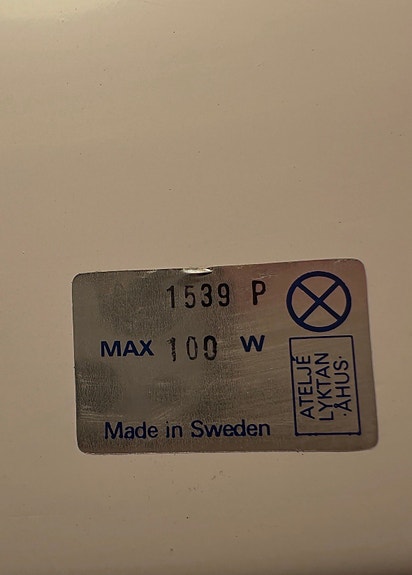 1539 P
MAX 100 W
Made in Sweden
ATELJÉ
LYKTAN
·ÅHUS·